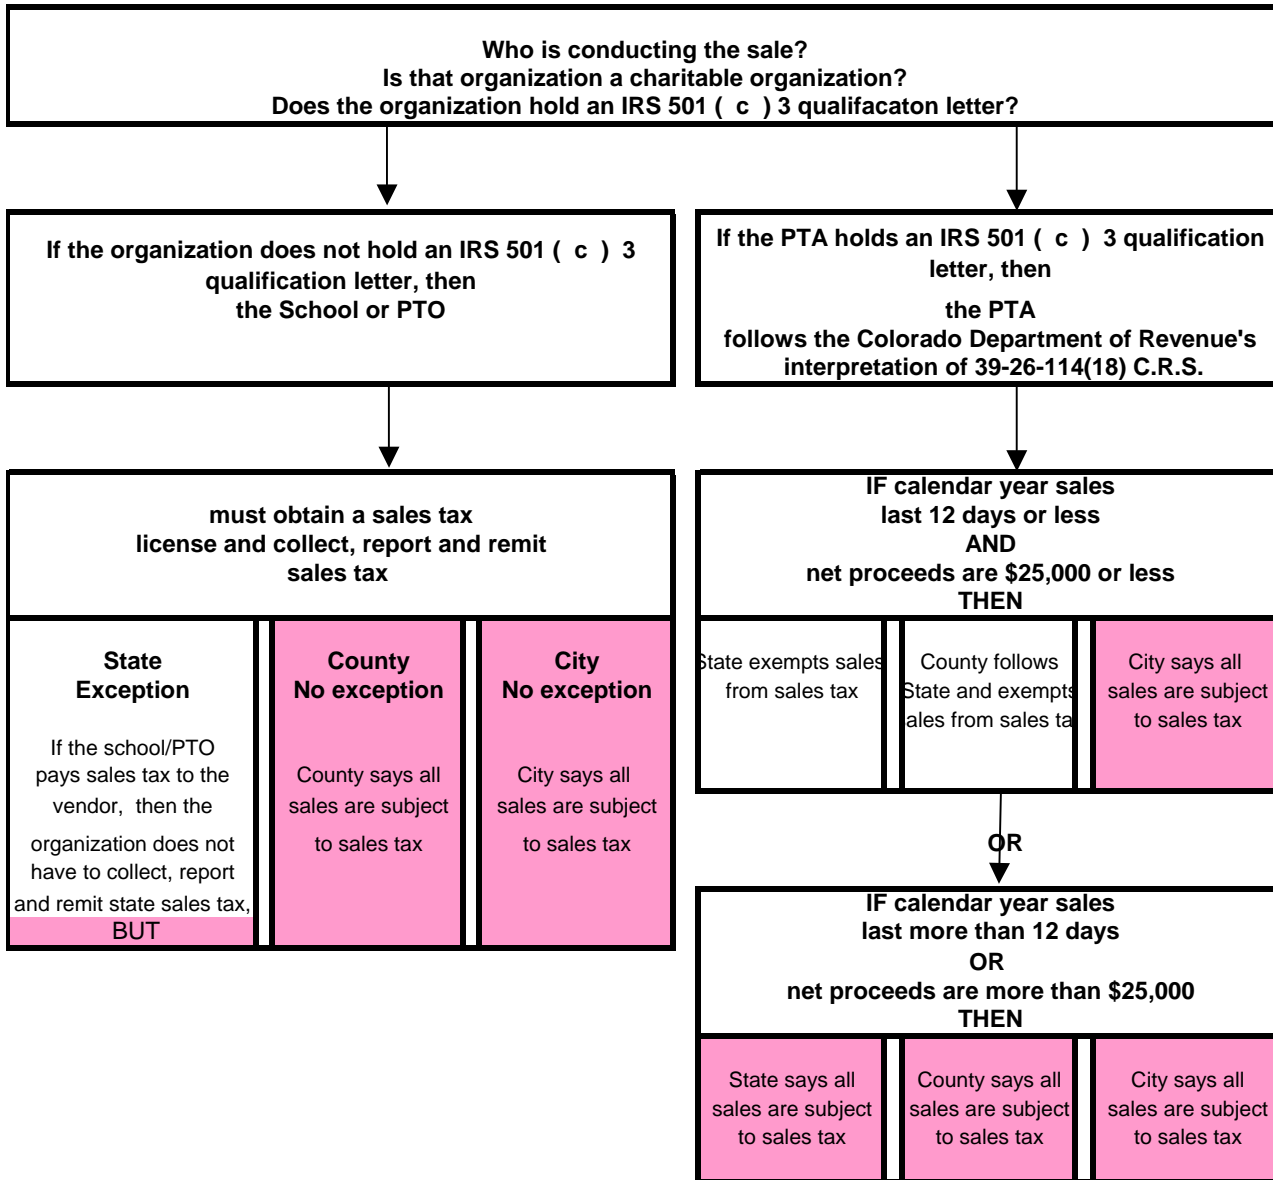 Who is conducting the sale?
Is that organization a charitable organization?
Does the organization hold an IRS 501 ( c ) 3 qualifacaton letter?
If the organization does not hold an IRS 501 ( c ) 3
qualification letter, then
the School or PTO
If the PTA holds an IRS 501 ( c ) 3 qualification
letter, then
the PTA
follows the Colorado Department of Revenue's
interpretation of 39-26-114(18) C.R.S.
must obtain a sales tax
license and collect, report and remit
sales tax
State
Exception
If the school/PTO
pays sales tax to the
vendor, then the
organization does not
have to collect, report
and remit state sales tax,
BUT
County
No exception
County says all
sales are subject
to sales tax
City
No exception
City says all
sales are subject
to sales tax
IF calendar year sales
last 12 days or less
AND
net proceeds are $25,000 or less
THEN
State exempts sales
from sales tax
County follows
State and exempts
ales from sales ta
City says all
sales are subject
to sales tax
OR
IF calendar year sales
last more than 12 days
OR
net proceeds are more than $25,000
THEN
State says all
sales are subject
to sales tax
County says all
sales are subject
to sales tax
City says all
sales are subject
to sales tax